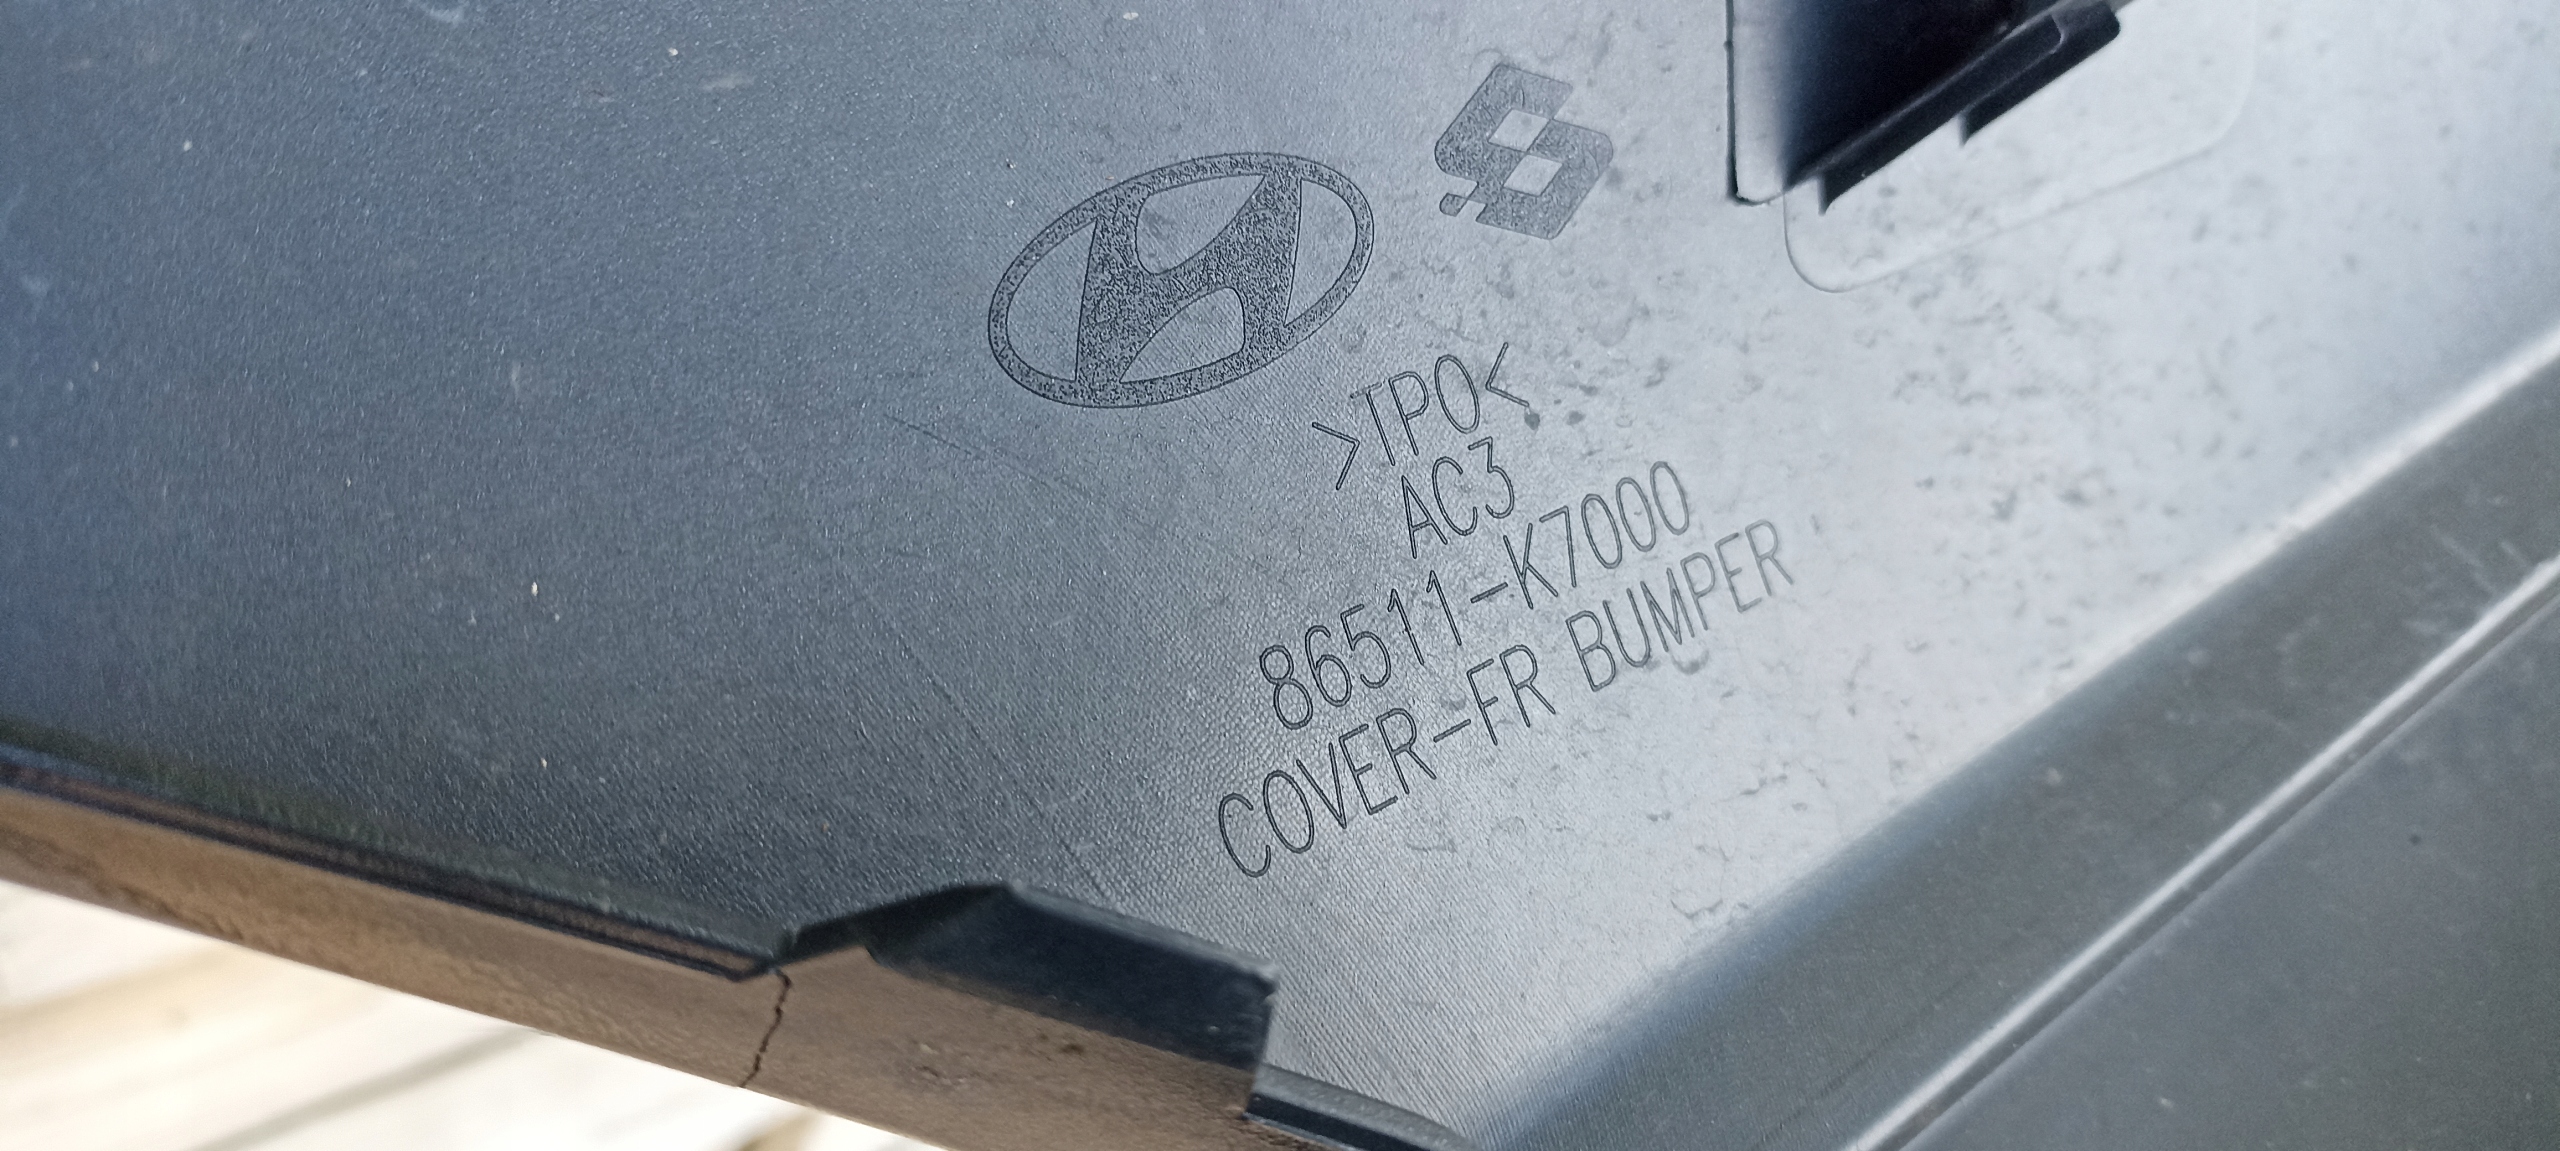 >TPO<
AC3
86511-K7000
COVER-FR BUMPER